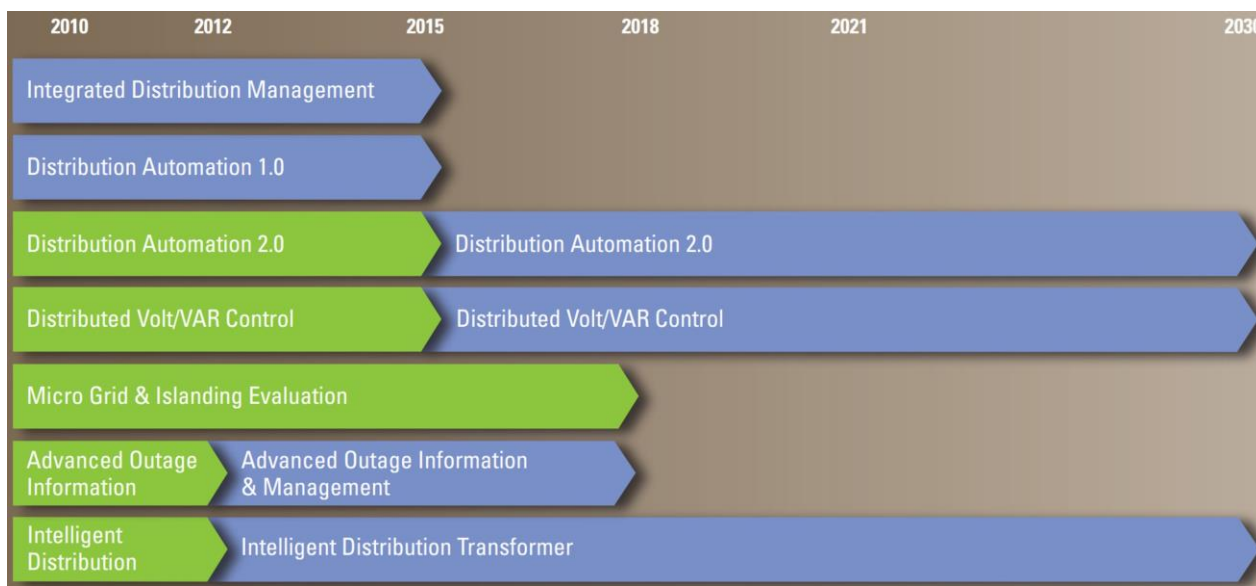 2010 2012 2015 2018 2021 2030
Integrated Distribution Management
Distribution Automation 1.0
Distribution Automation 2.0 Distribution Automation 2.0
Distributed Volt/VAR Control Distributed Volt/VAR Control
Micro Grid & Islanding Evaluation
Advanced Outage
Information
Advanced Outage Information
& Management
Intelligent
Distribution
Intelligent Distribution Transformer